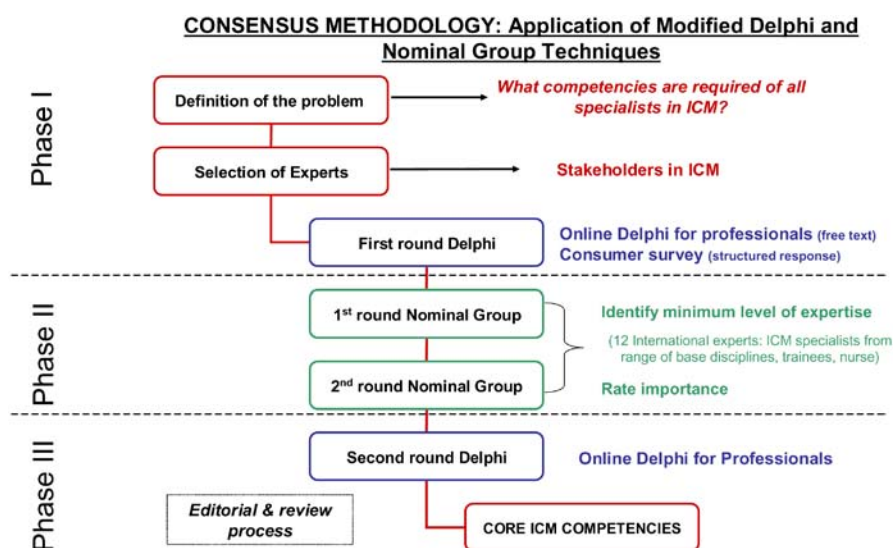 CONSENSUS METHODOLOGY: Application of Modified Delphi and
Nominal Group Techniques
Phase I
Definition of the problem
What competencies are required of all
specialists in ICM?
Selection of Experts
Stakeholders in ICM
First round Delphi
Online Delphi for professionals (free text)
Consumer survey (structured response)
Phase II
1st round Nominal Group
Identify minimum level of expertise
(12 International experts: ICM specialists from
range of base disciplines, trainees, nurse)
2nd round Nominal Group
Rate importance
Phase III
Second round Delphi
Online Delphi for Professionals
Editorial & review
process
CORE ICM COMPETENCIES